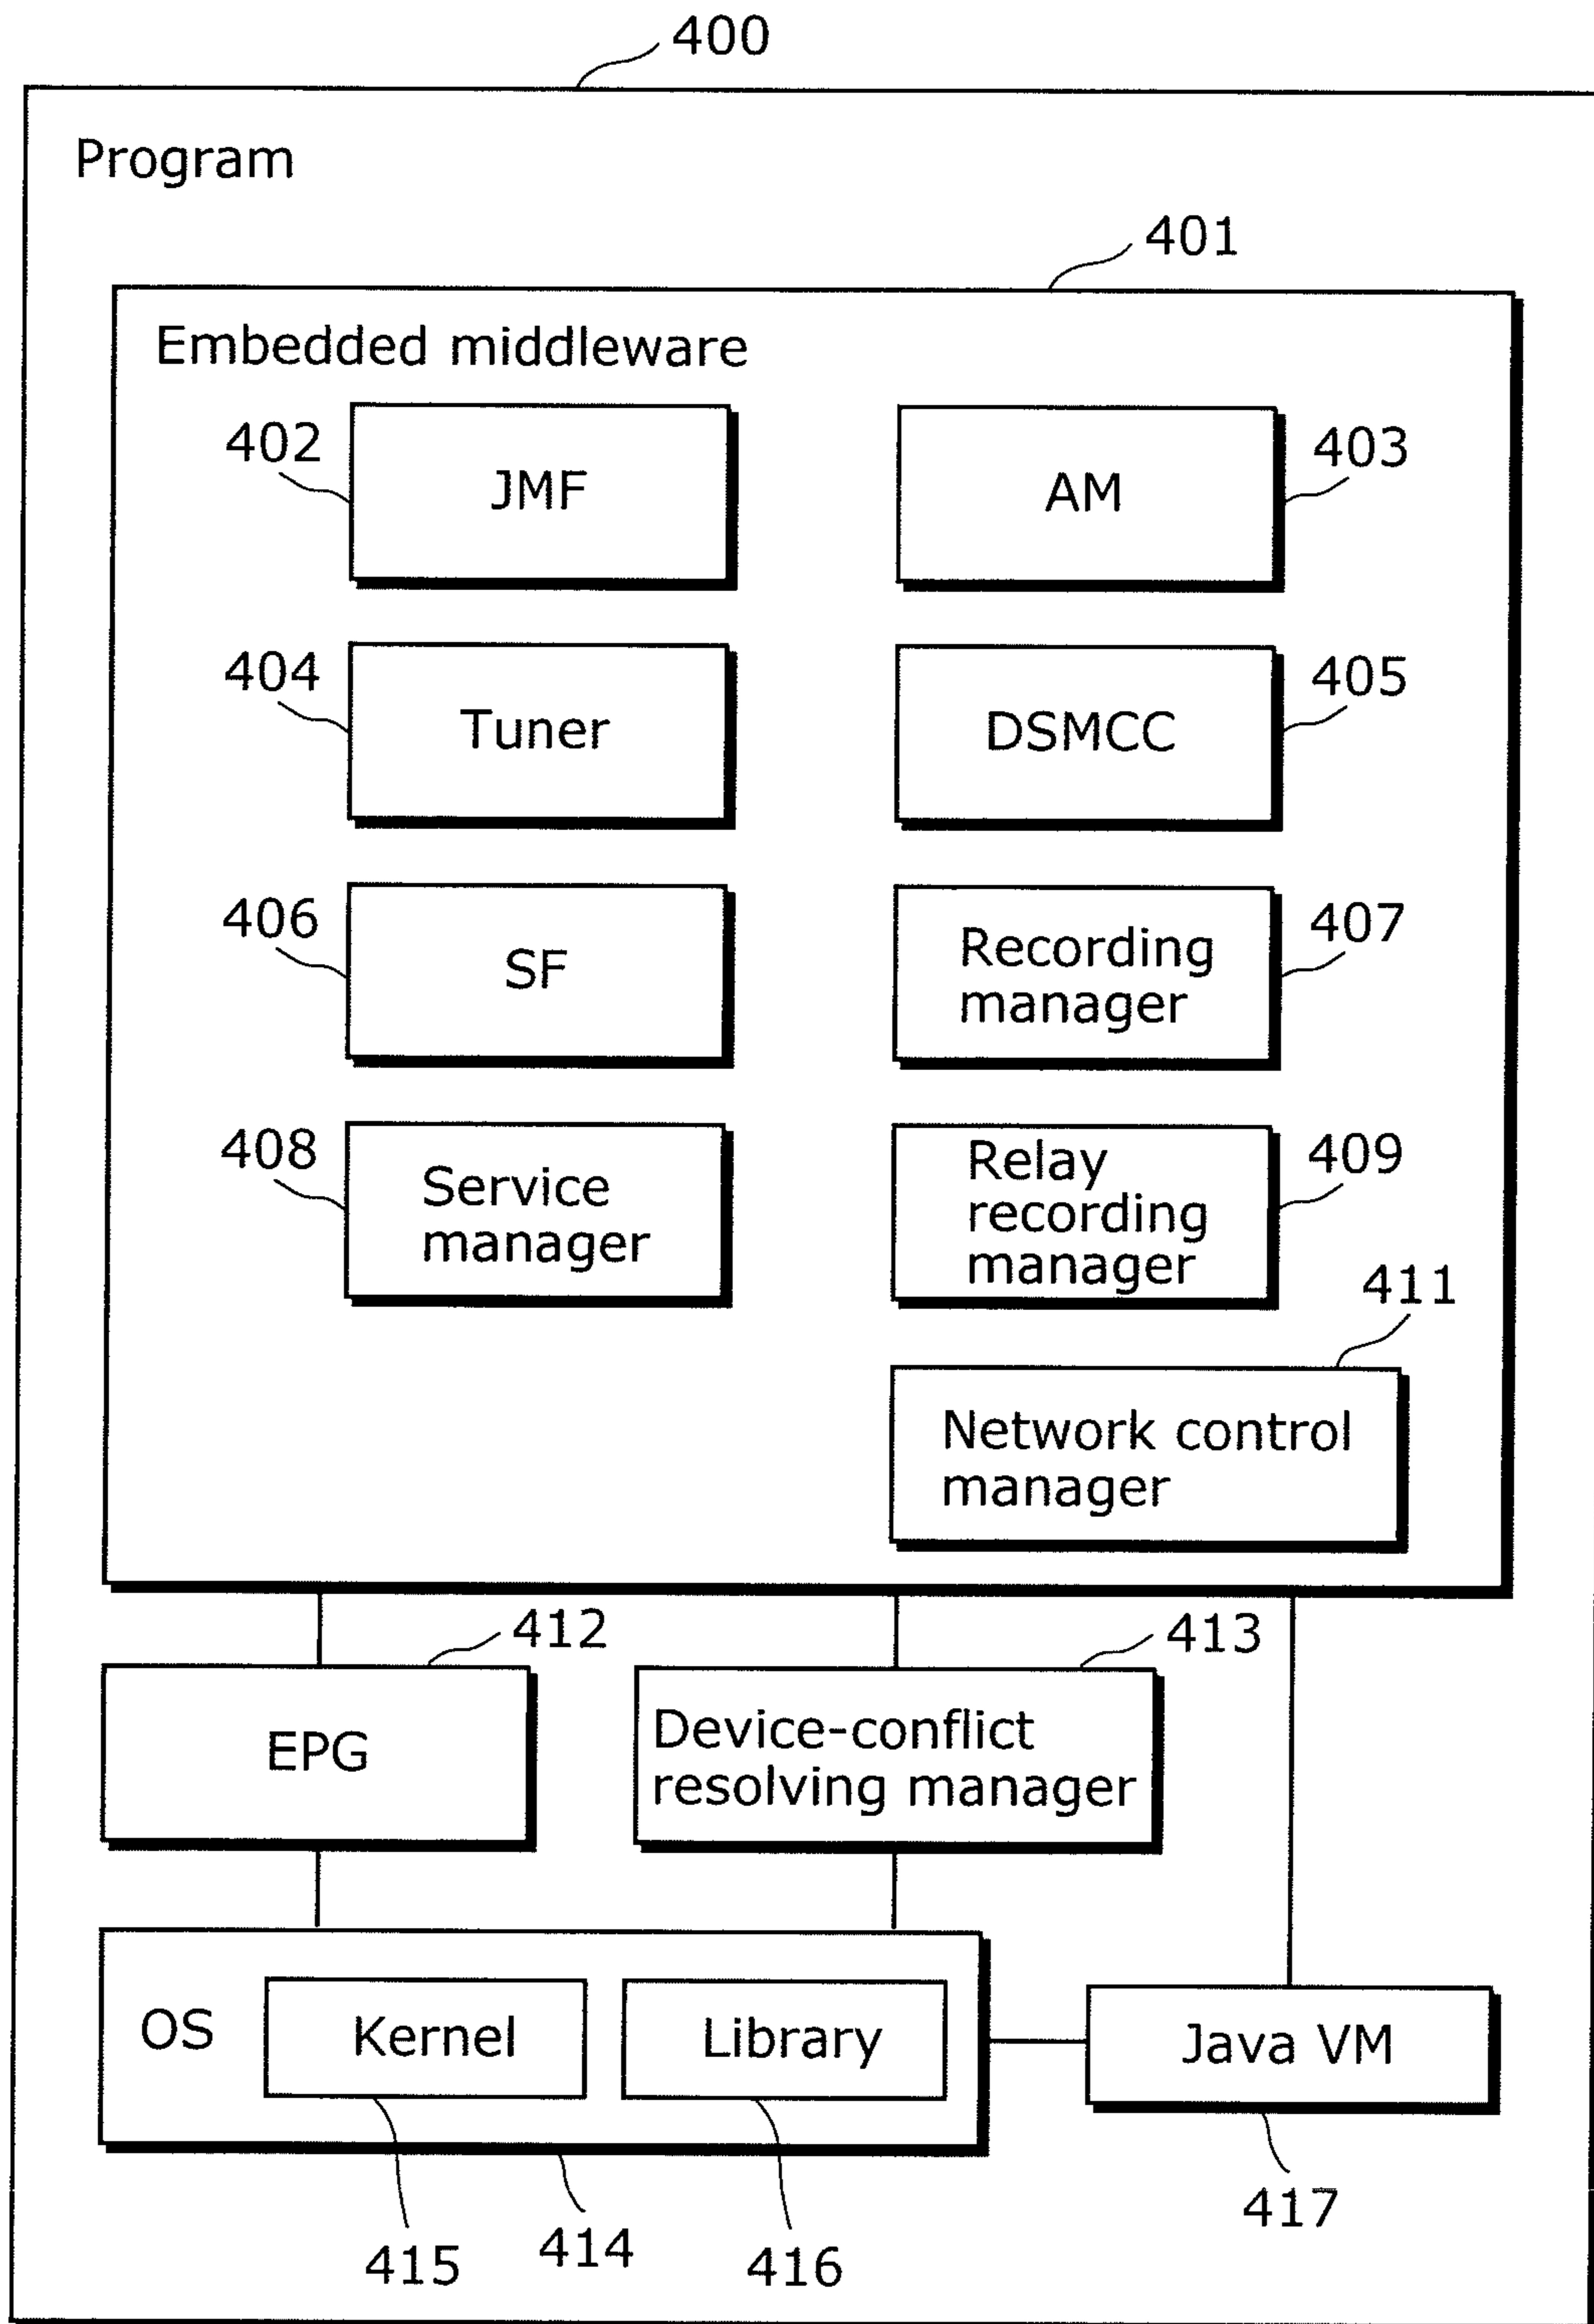 400
Program
401
Embedded middleware
402
JMF
AM
403
404
Tuner
DSMCC
405
406
SF
Recording
manager
407
408
Service
manager
Relay
recording
manager
409
411
Network control
manager
412
413
EPG
Device-conflict
resolving manager
OS
Kernel
Library
Java VM
415
414
416
417